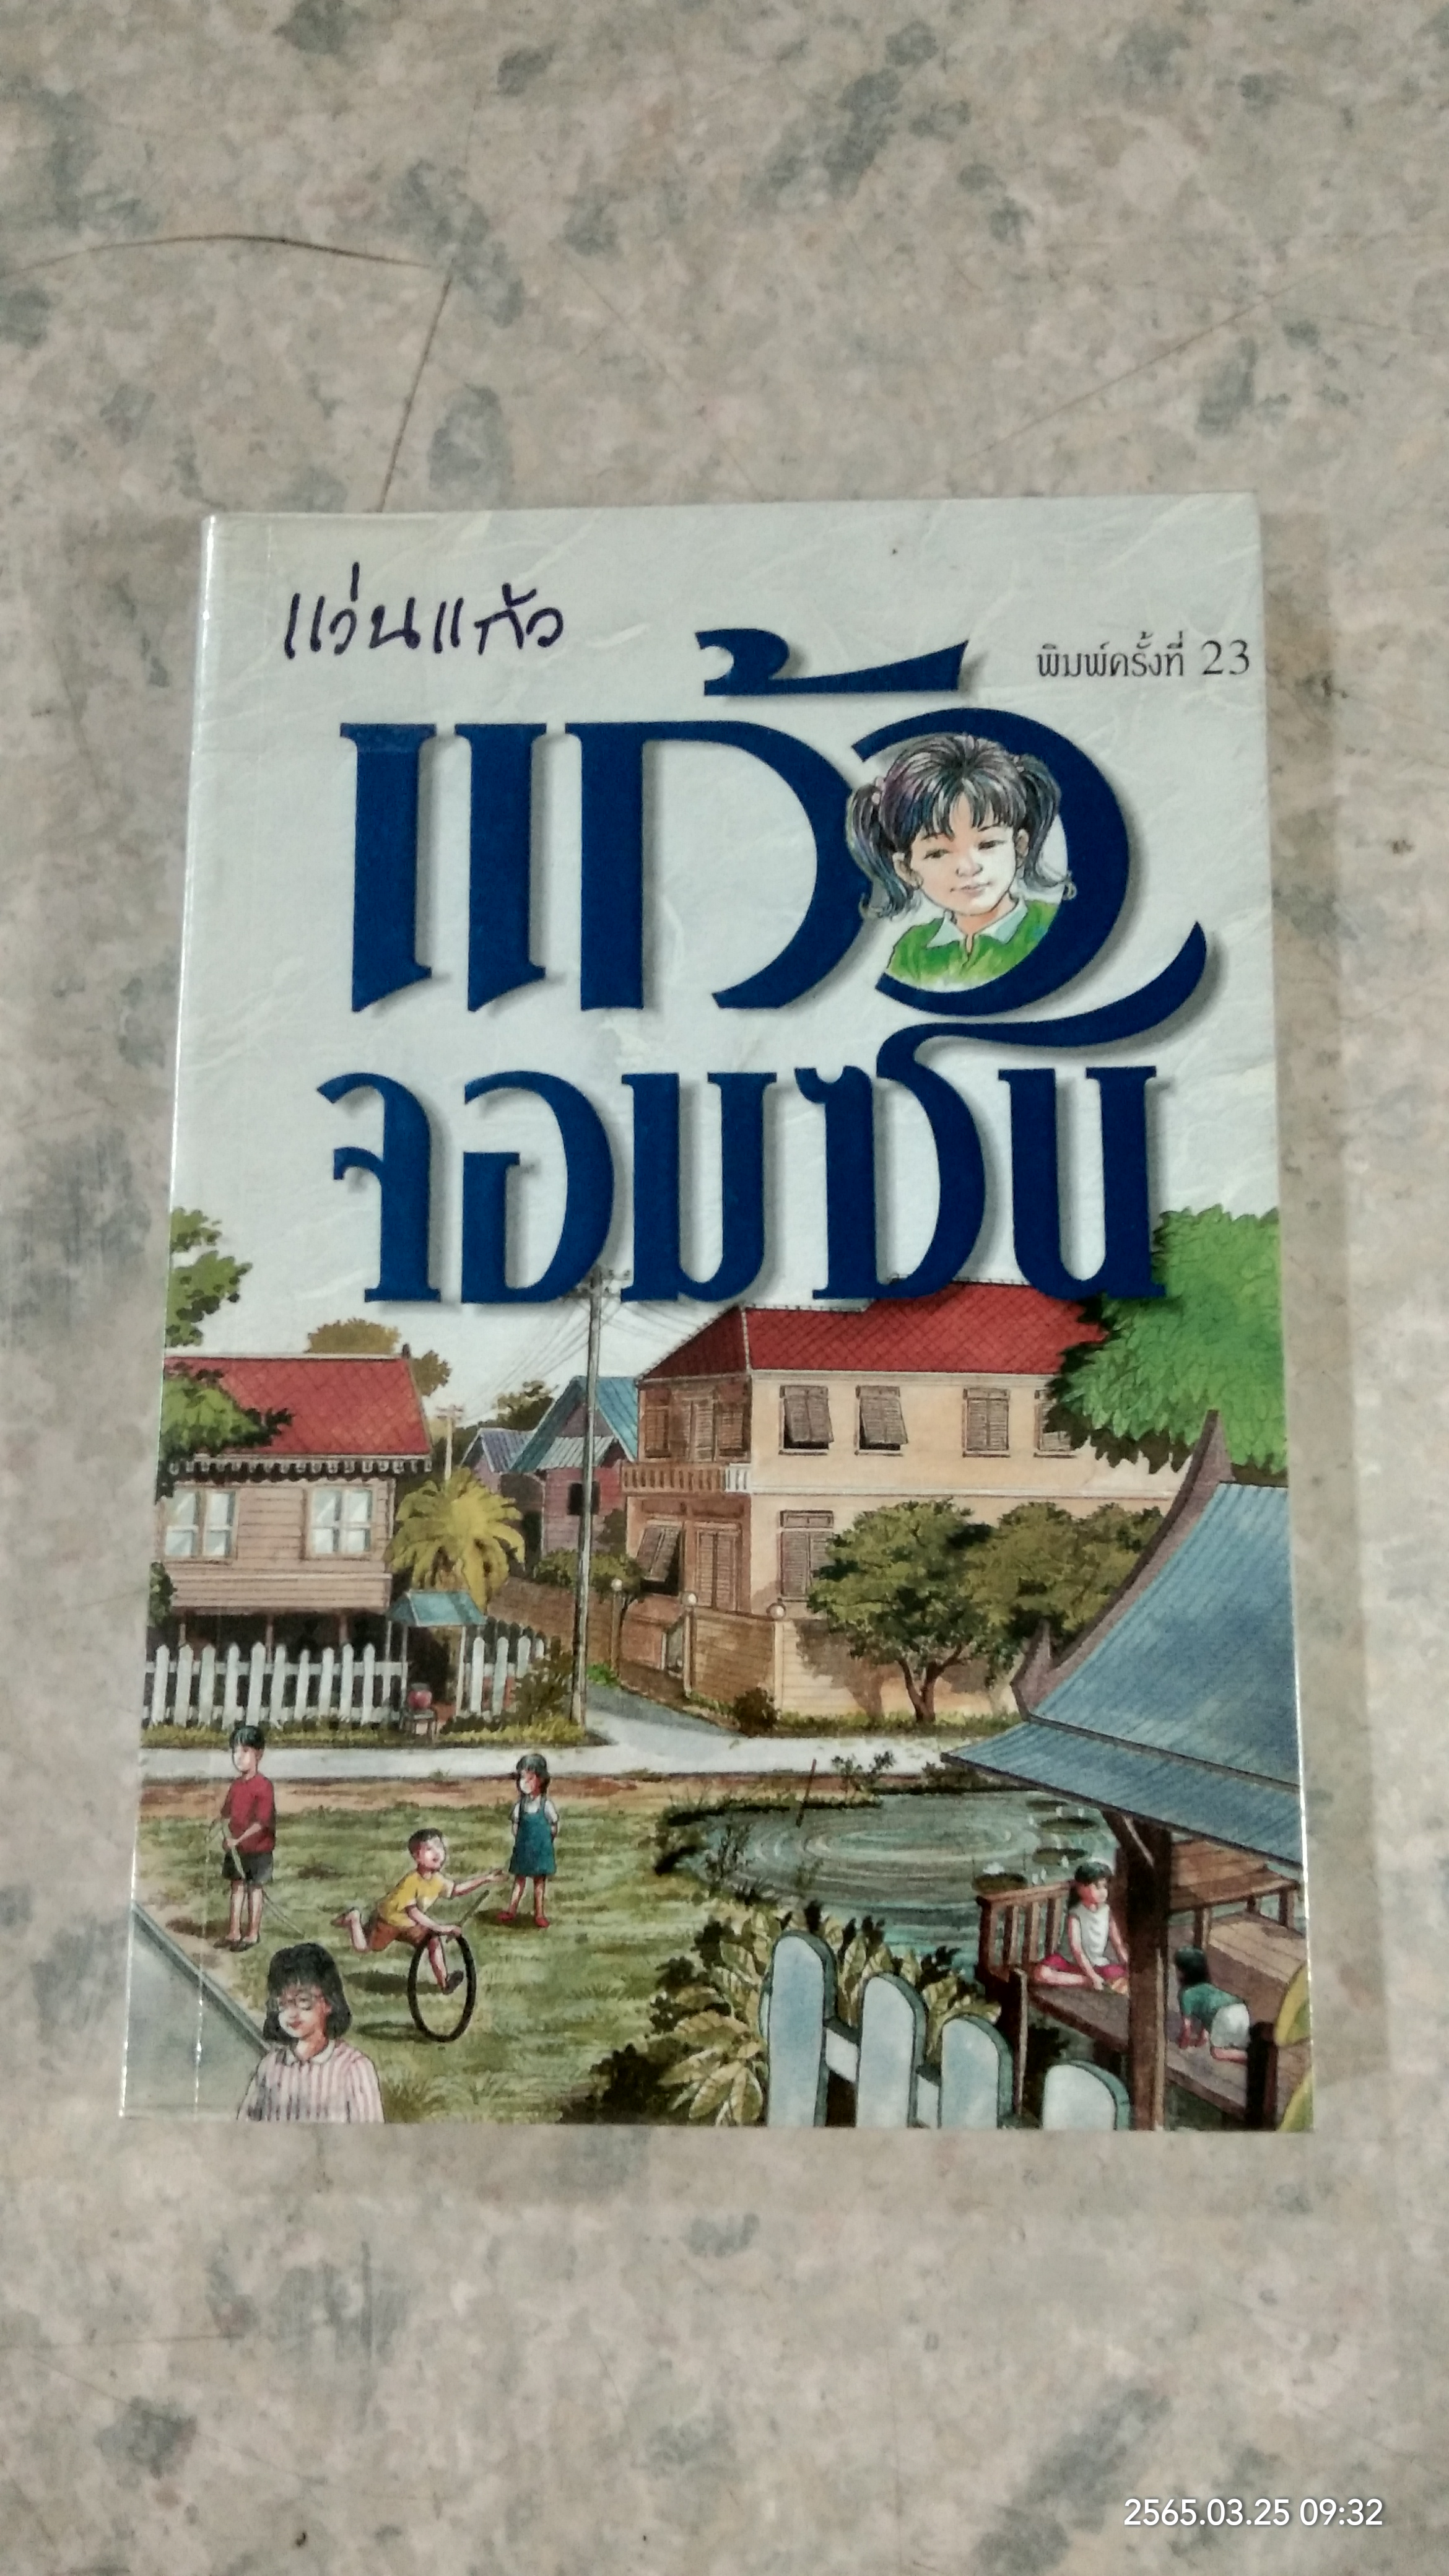 แว่นแก้ว
พิมพ์ครั้งที่ 23
แก้ว
จอมซน
2565.03.25 09:32